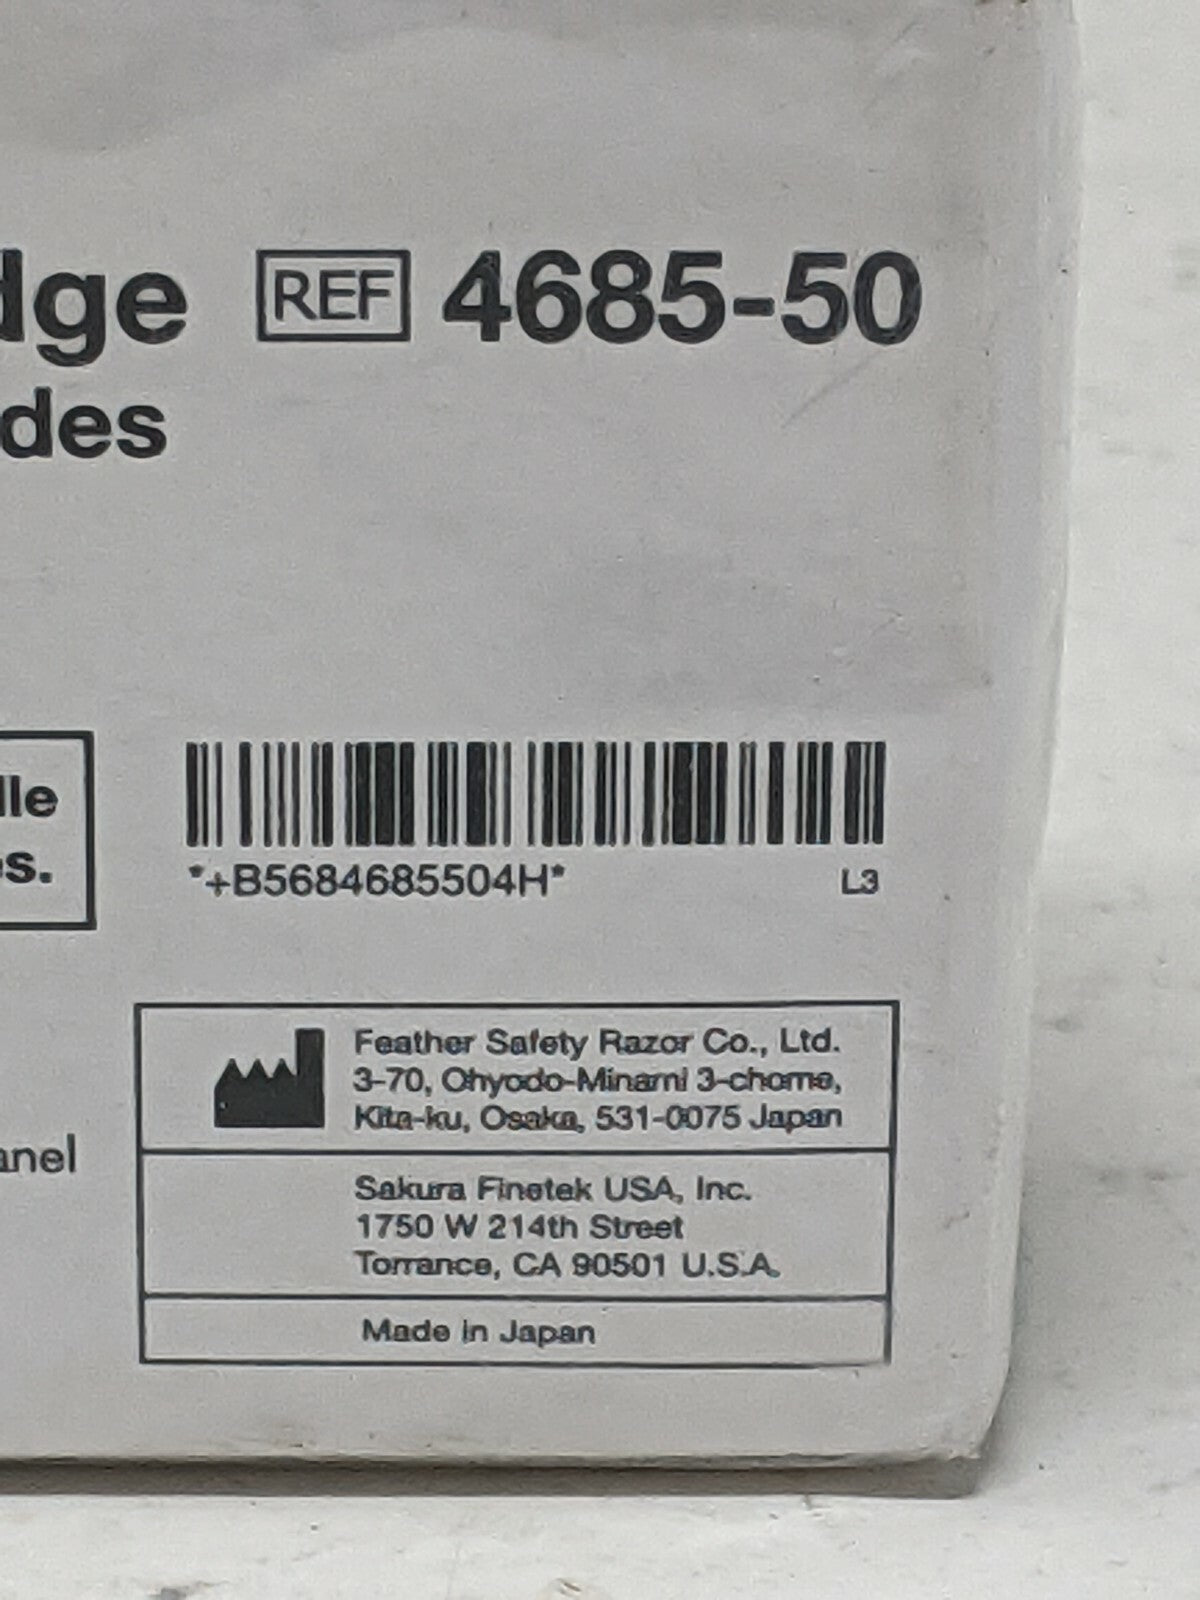 dge REF 4685-50
des
lle
s.
*+B5684685504H* L3
Feather Safety Razor Co., Ltd.
3-70, Ohyodo-Minami 3-chome,
Kita-ku, Osaka, 531-0075 Japan
anel
Sakura Finetek USA, Inc.
1750 W 214th Street
Torrance, CA 90501 U.S.A.
Made in Japan